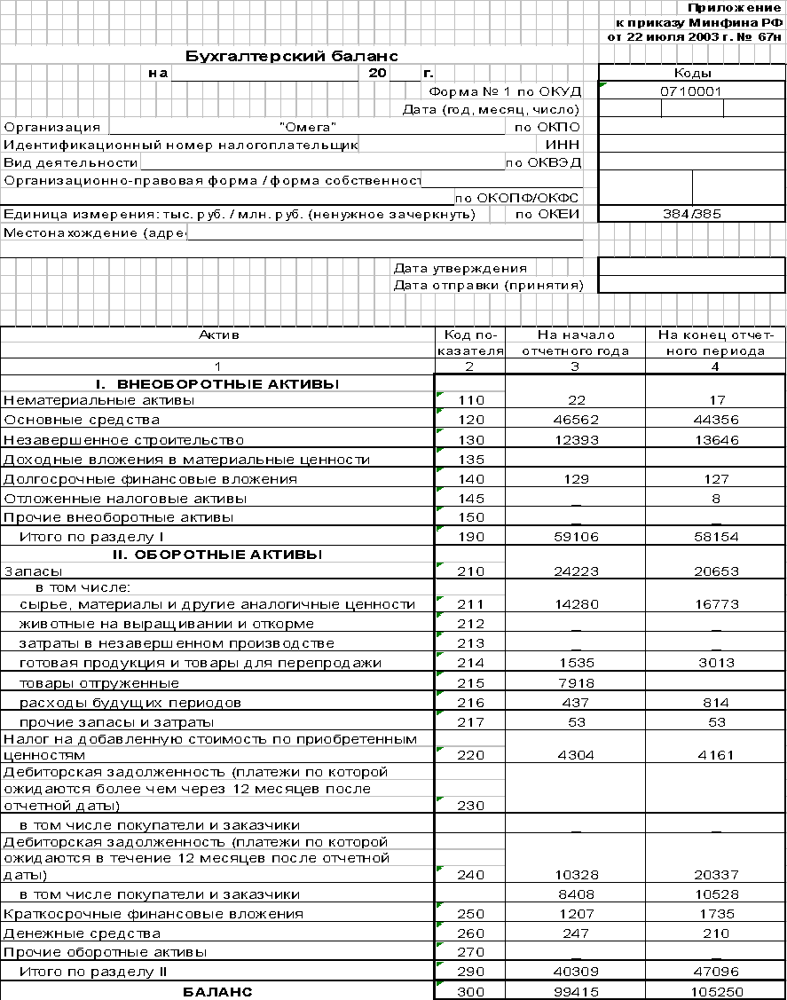 Приложение
к приказу Минфина РФ
от 22 июля 2003 г. № 67н
Бухгалтерский баланс
на 20 г.
Коды
Форма № 1 по ОКУД 0710001
Дата (год, месяц, число)
Организация "Омега" по ОКПО
Идентификационный номер налогоплательщик ИНН
Вид деятельности по ОКВЭД
Организационно-правовая форма / форма собственност
по ОКОПФ/ОКФС
Единица измерения: тыс. руб. / млн. руб. (ненужное зачеркнуть) по ОКЕИ 384/385
Местонахождение (адре
Дата утверждения
Дата отправки (принятия)
Актив Код по- На начало На конец отчет-
казателя отчетного года ного периода
1 2 3 4
I. ВНЕОБОРОТНЫЕ АКТИВЫ
Нематериальные активы 110 22 17
Основные средства 120 46562 44356
Незавершенное строительство 130 12393 13646
Доходные вложения в материальные ценности 135
Долгосрочные финансовые вложения 140 129 127
Отложенные налоговые активы 145 _ 8
Прочие внеоборотные активы 150 _ _
Итого по разделу I 190 59106 58154
II. ОБОРОТНЫЕ АКТИВЫ
Запасы 210 24223 20653
в том числе:
сырье, материалы и другие аналогичные ценности 211 14280 16773
животные на выращивании и откорме 212 _ _
затраты в незавершенном производстве 213 _ _
готовая продукция и товары для перепродажи 214 1535 3013
товары отгруженные 215 7918
расходы будущих периодов 216 437 814
прочие запасы и затраты 217 53 53
Налог на добавленную стоимость по приобретенным
ценностям 220 4304 4161
Дебиторская задолженность (платежи по которой
ожидаются более чем через 12 месяцев после
отчетной даты) 230
в том числе покупатели и заказчики _ _
Дебиторская задолженность (платежи по которой
ожидаются в течение 12 месяцев после отчетной
даты) 240 10328 20337
в том числе покупатели и заказчики 8408 10528
Краткосрочные финансовые вложения 250 1207 1735
Денежные средства 260 247 210
Прочие оборотные активы 270 _ _
Итого по разделу II 290 40309 47096
БАЛАНС 300 99415 105250